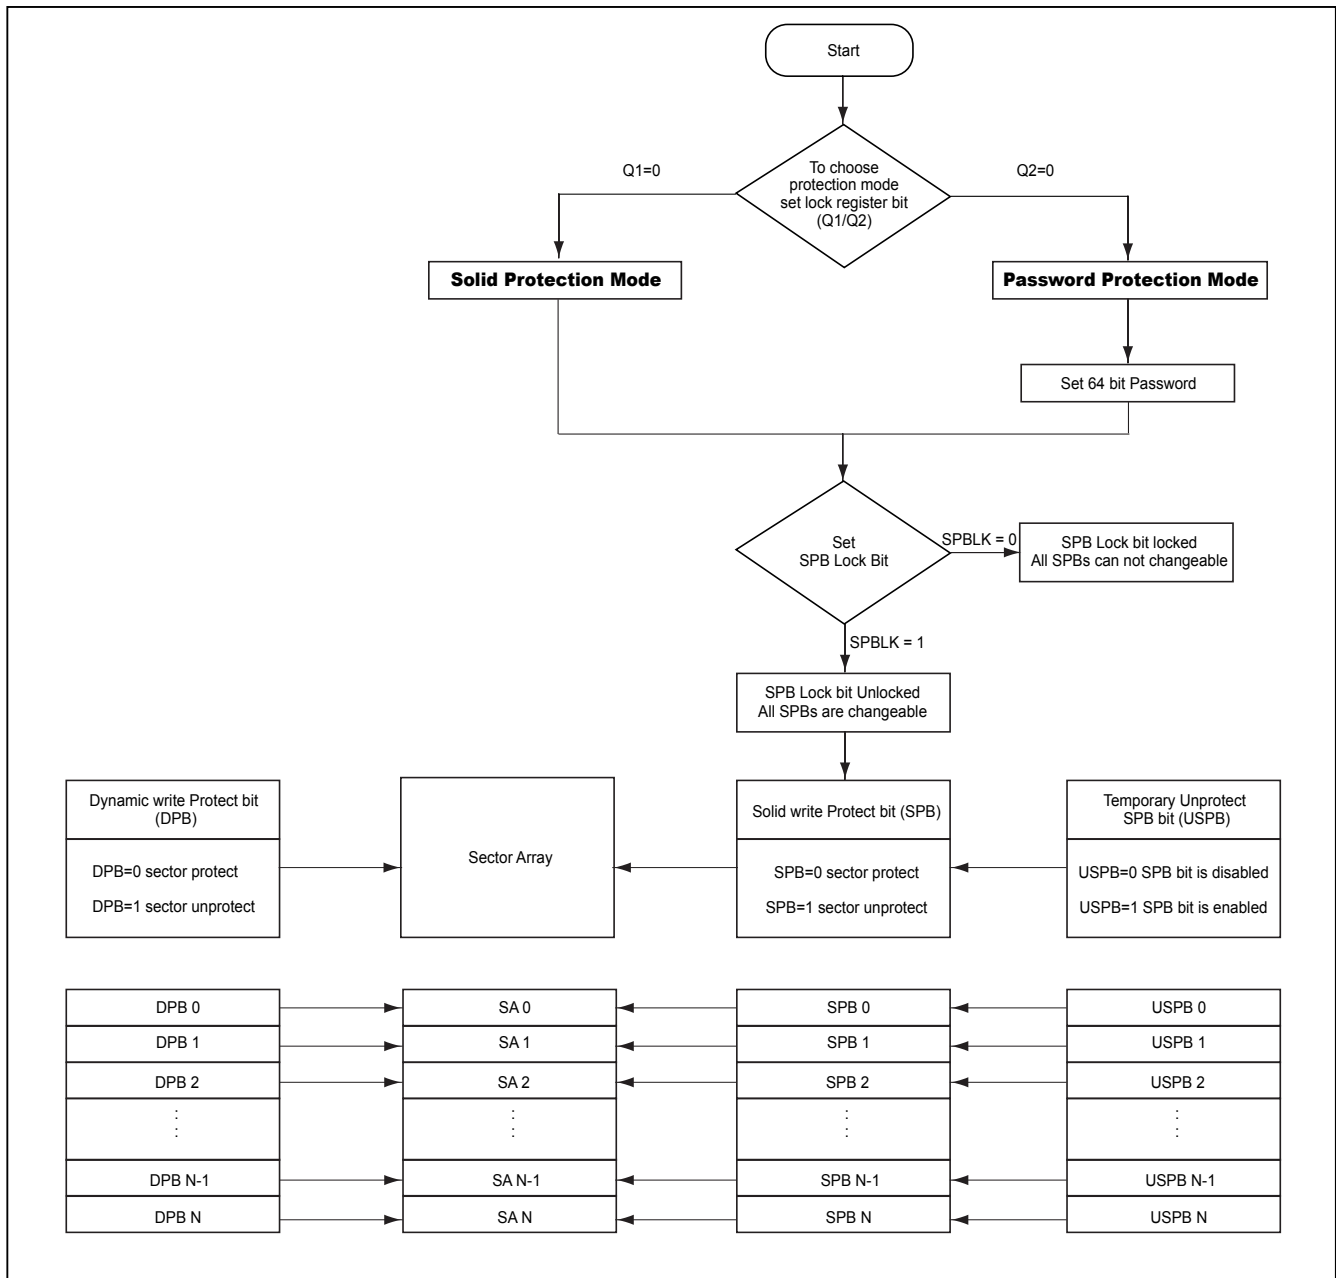 Start
To choose
protection mode
set lock register bit
(Q1/Q2)
Q1=0
Q2=0
Solid Protection Mode
Password Protection Mode
Set 64 bit Password
Set
SPB Lock Bit
SPBLK = 0
SPB Lock bit locked
All SPBs can not changeable
SPBLK = 1
SPB Lock bit Unlocked
All SPBs are changeable
Dynamic write Protect bit
(DPB)
DPB=0 sector protect
DPB=1 sector unprotect
Sector Array
Solid write Protect bit (SPB)
SPB=0 sector protect
SPB=1 sector unprotect
Temporary Unprotect
SPB bit (USPB)
USPB=0 SPB bit is disabled
USPB=1 SPB bit is enabled
DPB 0
SA 0
SPB 0
USPB 0
DPB 1
SA 1
SPB 1
USPB 1
DPB 2
SA 2
SPB 2
USPB 2
DPB N-1
SA N-1
SPB N-1
USPB N-1
DPB N
SA N
SPB N
USPB N